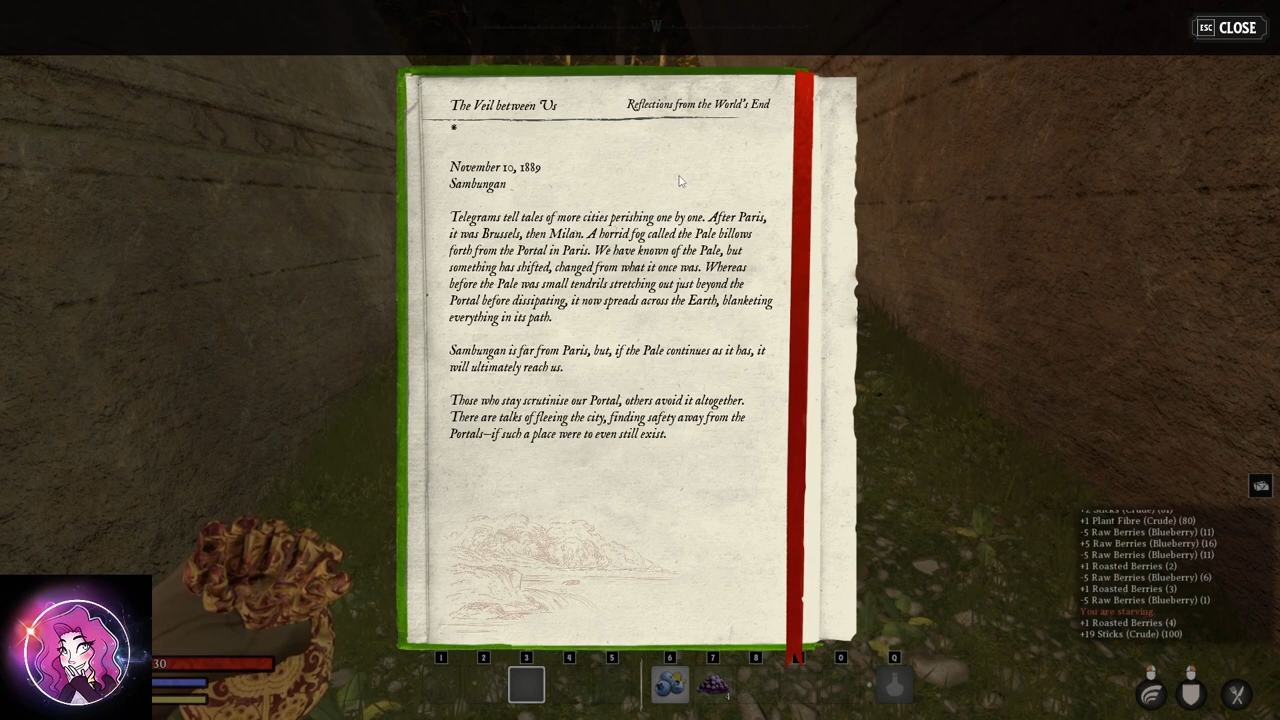 W
ESC CLOSE
The Veil between Us
Reflections from the World's End
*
November 10, 1889
Sambungan
Telegrams tell tales of more cities perishing one by one. After Paris,
it was Brussels, then Milan. A horrid fog called the Pale billows
forth from the Portal in Paris. We have known of the Pale, but
something has shifted, changed from what it once was. Whereas
before the Pale was small tendrils stretching out just beyond the
Portal before dissipating, it now spreads across the Earth, blanketing
everything in its path.
Sambungan is far from Paris, but, if the Pale continues as it has, it
will ultimately reach us.
Those who stay scrutinise our Portal, others avoid it altogether.
There are talks of fleeing the city, finding safety away from the
Portals—if such a place were to even still exist.
+2 Sticks (Crude) (81)
+1 Plant Fibre (Crude) (80)
-5 Raw Berries (Blueberry) (11)
+5 Raw Berries (Blueberry) (16)
-5 Raw Berries (Blueberry) (11)
+1 Roasted Berries (2)
-5 Raw Berries (Blueberry) (6)
+1 Roasted Berries (3)
-5 Raw Berries (Blueberry) (1)
You are starving.
+1 Roasted Berries (4)
+19 Sticks (Crude) (100)
30
1 2 3 4 5 6 7 8 0 Q
4